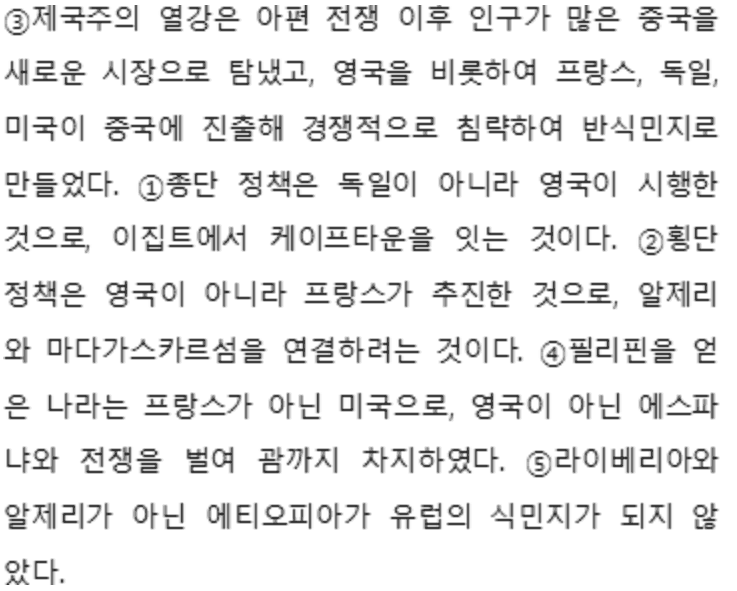 ③제국주의 열강은 아편 전쟁 이후 인구가 많은 중국을
새로운 시장으로 탐냈고, 영국을 비롯하여 프랑스, 독일,
미국이 중국에 진출해 경쟁적으로 침략하여 반식민지로
만들었다. ①종단 정책은 독일이 아니라 영국이 시행한
것으로, 이집트에서 케이프타운을 잇는 것이다. ②횡단
정책은 영국이 아니라 프랑스가 추진한 것으로, 알제리
와 마다가스카르섬을 연결하려는 것이다. ④필리핀을 얻
은 나라는 프랑스가 아닌 미국으로, 영국이 아닌 에스파
냐와 전쟁을 벌여 괌까지 차지하였다. ⑤라이베리아와
알제리가 아닌 에티오피아가 유럽의 식민지가 되지 않
았다.